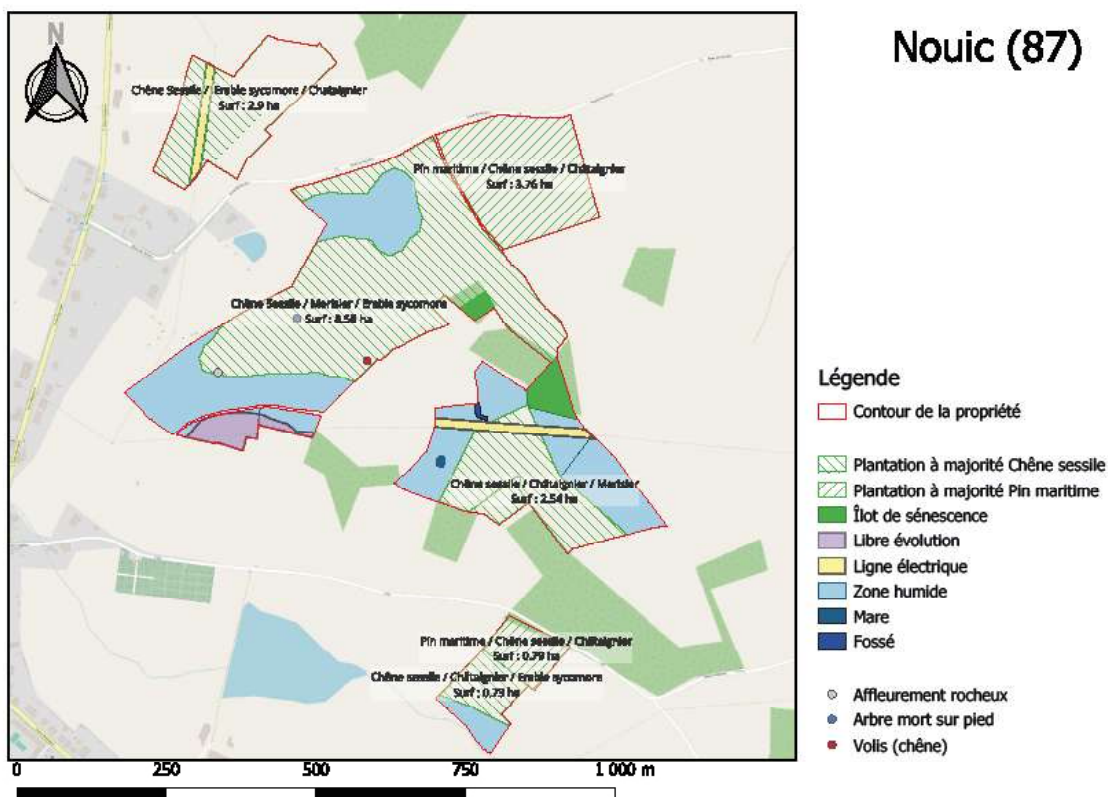 Nouic (87)
N
Chêne Sessile / Erable sycomore / Chataignier
Surf : 2.9 ha
Pin maritime / Chêne sessile / Châtaignier
Surf : 3.76 ha
Chêne Sessile / Merisier / Erable sycomore
Surf : 8.58 ha
Chêne sessile / Châtaignier / Merisier
Surf : 2.54 ha
Pin maritime / Chêne sessile / Châtaignier
Surf : 0.79 ha
Chêne sessile / Châtaignier / Erable sycomore
Surf : 0.73 ha
0 250 500 750 1 000 m
Légende
Contour de la propriété
Plantation à majorité Chêne sessile
Plantation à majorité Pin maritime
Îlot de sénescence
Libre évolution
Ligne électrique
Zone humide
Mare
Fossé
Affleurement rocheux
Arbre mort sur pied
Volis (chêne)